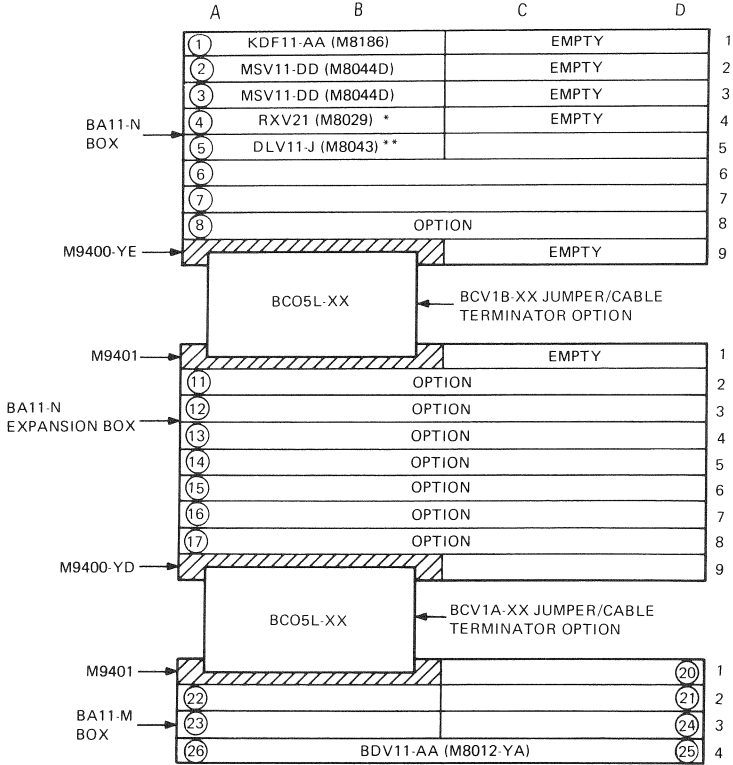 A B C D
1 KDF11-AA (M8186) EMPTY 1
2 MSV11-DD (M8044D) EMPTY 2
3 MSV11-DD (M8044D) EMPTY 3
4 RXV21 (M8029) * EMPTY 4
BA11-N BOX
5 DLV11-J (M8043) ** 5
6 6
7 7
8 OPTION 8
M9400-YE EMPTY 9
BC05L-XX
BCV1B-XX JUMPER/CABLE
TERMINATOR OPTION
M9401 EMPTY 1
11 OPTION 2
BA11-N
EXPANSION BOX
12 OPTION 3
13 OPTION 4
14 OPTION 5
15 OPTION 6
16 OPTION 7
17 OPTION 8
M9400-YD 9
BC05L-XX
BCV1A-XX JUMPER/CABLE
TERMINATOR OPTION
M9401 20 1
22 21 2
BA11-M
BOX
23 24 3
26 BDV11-AA (M8012-YA) 25 4